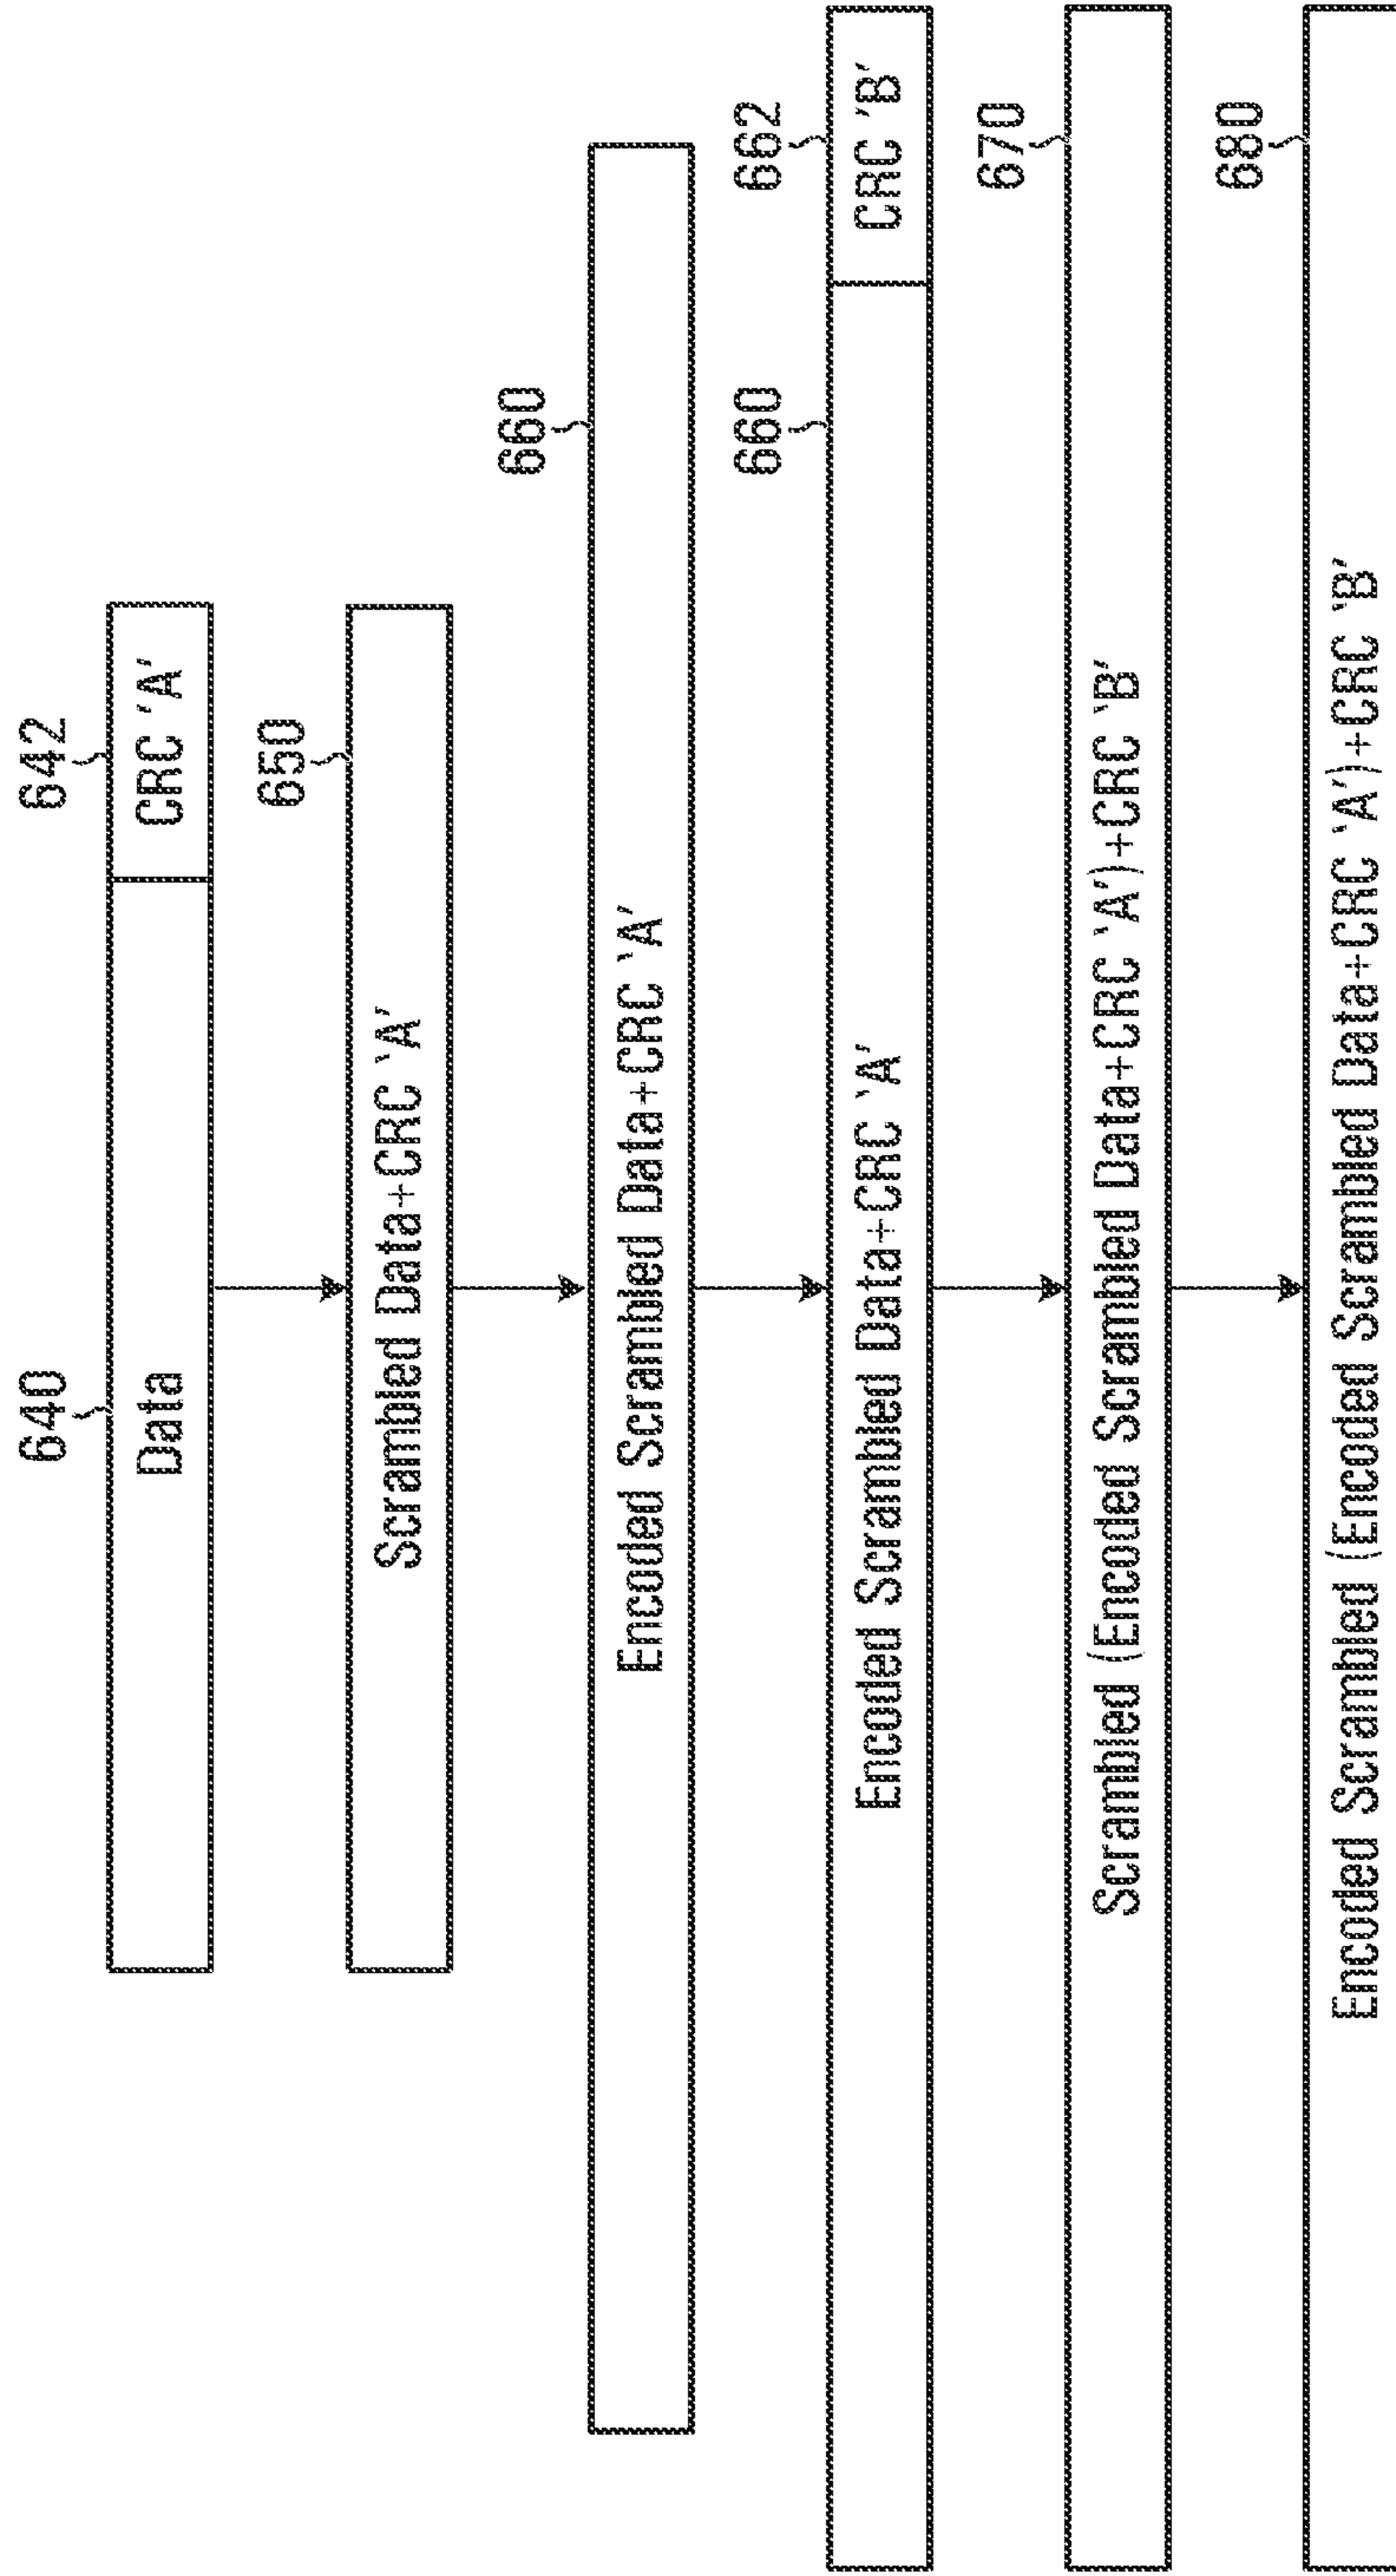 640
642
Data
CRC 'A'
650
Scrambled Data+CRC 'A'
660
Encoded Scrambled Data+CRC 'A'
660
662
Encoded Scrambled Data+CRC 'A'
CRC 'B'
670
Scrambled (Encoded Scrambled Data+CRC 'A')+CRC 'B'
680
Encoded Scrambled (Encoded Scrambled Data+CRC 'A')+CRC 'B'